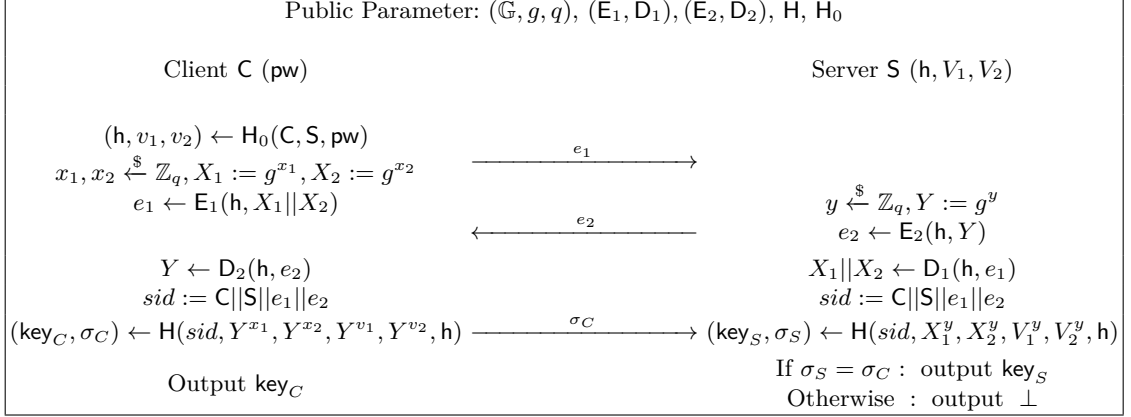 Public Parameter: (𝔾, g, q), (E₁, D₁), (E₂, D₂), H, H₀
Client C (pw)
Server S (h, V₁, V₂)
(h, v₁, v₂) ← H₀(C, S, pw)
e₁
x₁, x₂ ←$ ℤ_q, X₁ := g^{x₁}, X₂ := g^{x₂}
e₁ ← E₁(h, X₁||X₂)
y ←$ ℤ_q, Y := g^y
e₂
e₂ ← E₂(h, Y)
Y ← D₂(h, e₂)
X₁||X₂ ← D₁(h, e₁)
sid := C||S||e₁||e₂
sid := C||S||e₁||e₂
(key_C, σ_C) ← H(sid, Y^{x₁}, Y^{x₂}, Y^{v₁}, Y^{v₂}, h)
σ_C
(key_S, σ_S) ← H(sid, X₁^y, X₂^y, V₁^y, V₂^y, h)
Output key_C
If σ_S = σ_C : output key_S
Otherwise : output ⊥